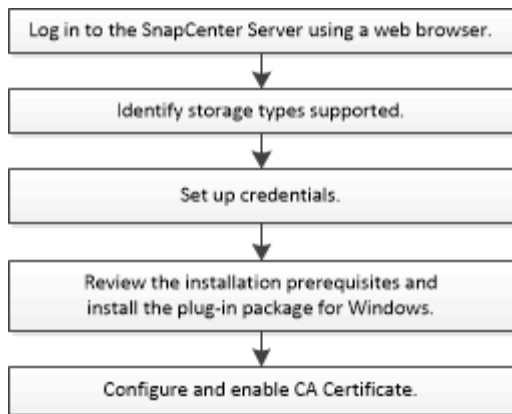 Log in to the SnapCenter Server using a web browser.
Identify storage types supported.
Set up credentials.
Review the installation prerequisites and
install the plug-in package for Windows.
Configure and enable CA Certificate.